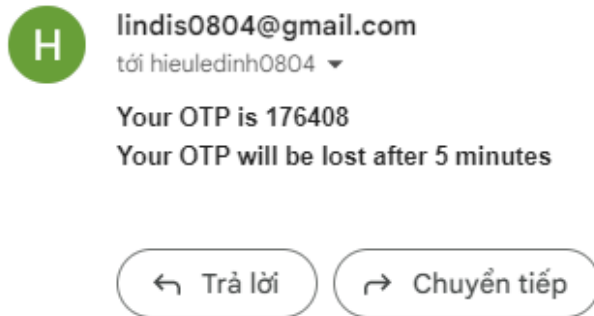 H
lindis0804@gmail.com
tới hieuledinh0804
Your OTP is 176408
Your OTP will be lost after 5 minutes
Trả lời
Chuyển tiếp